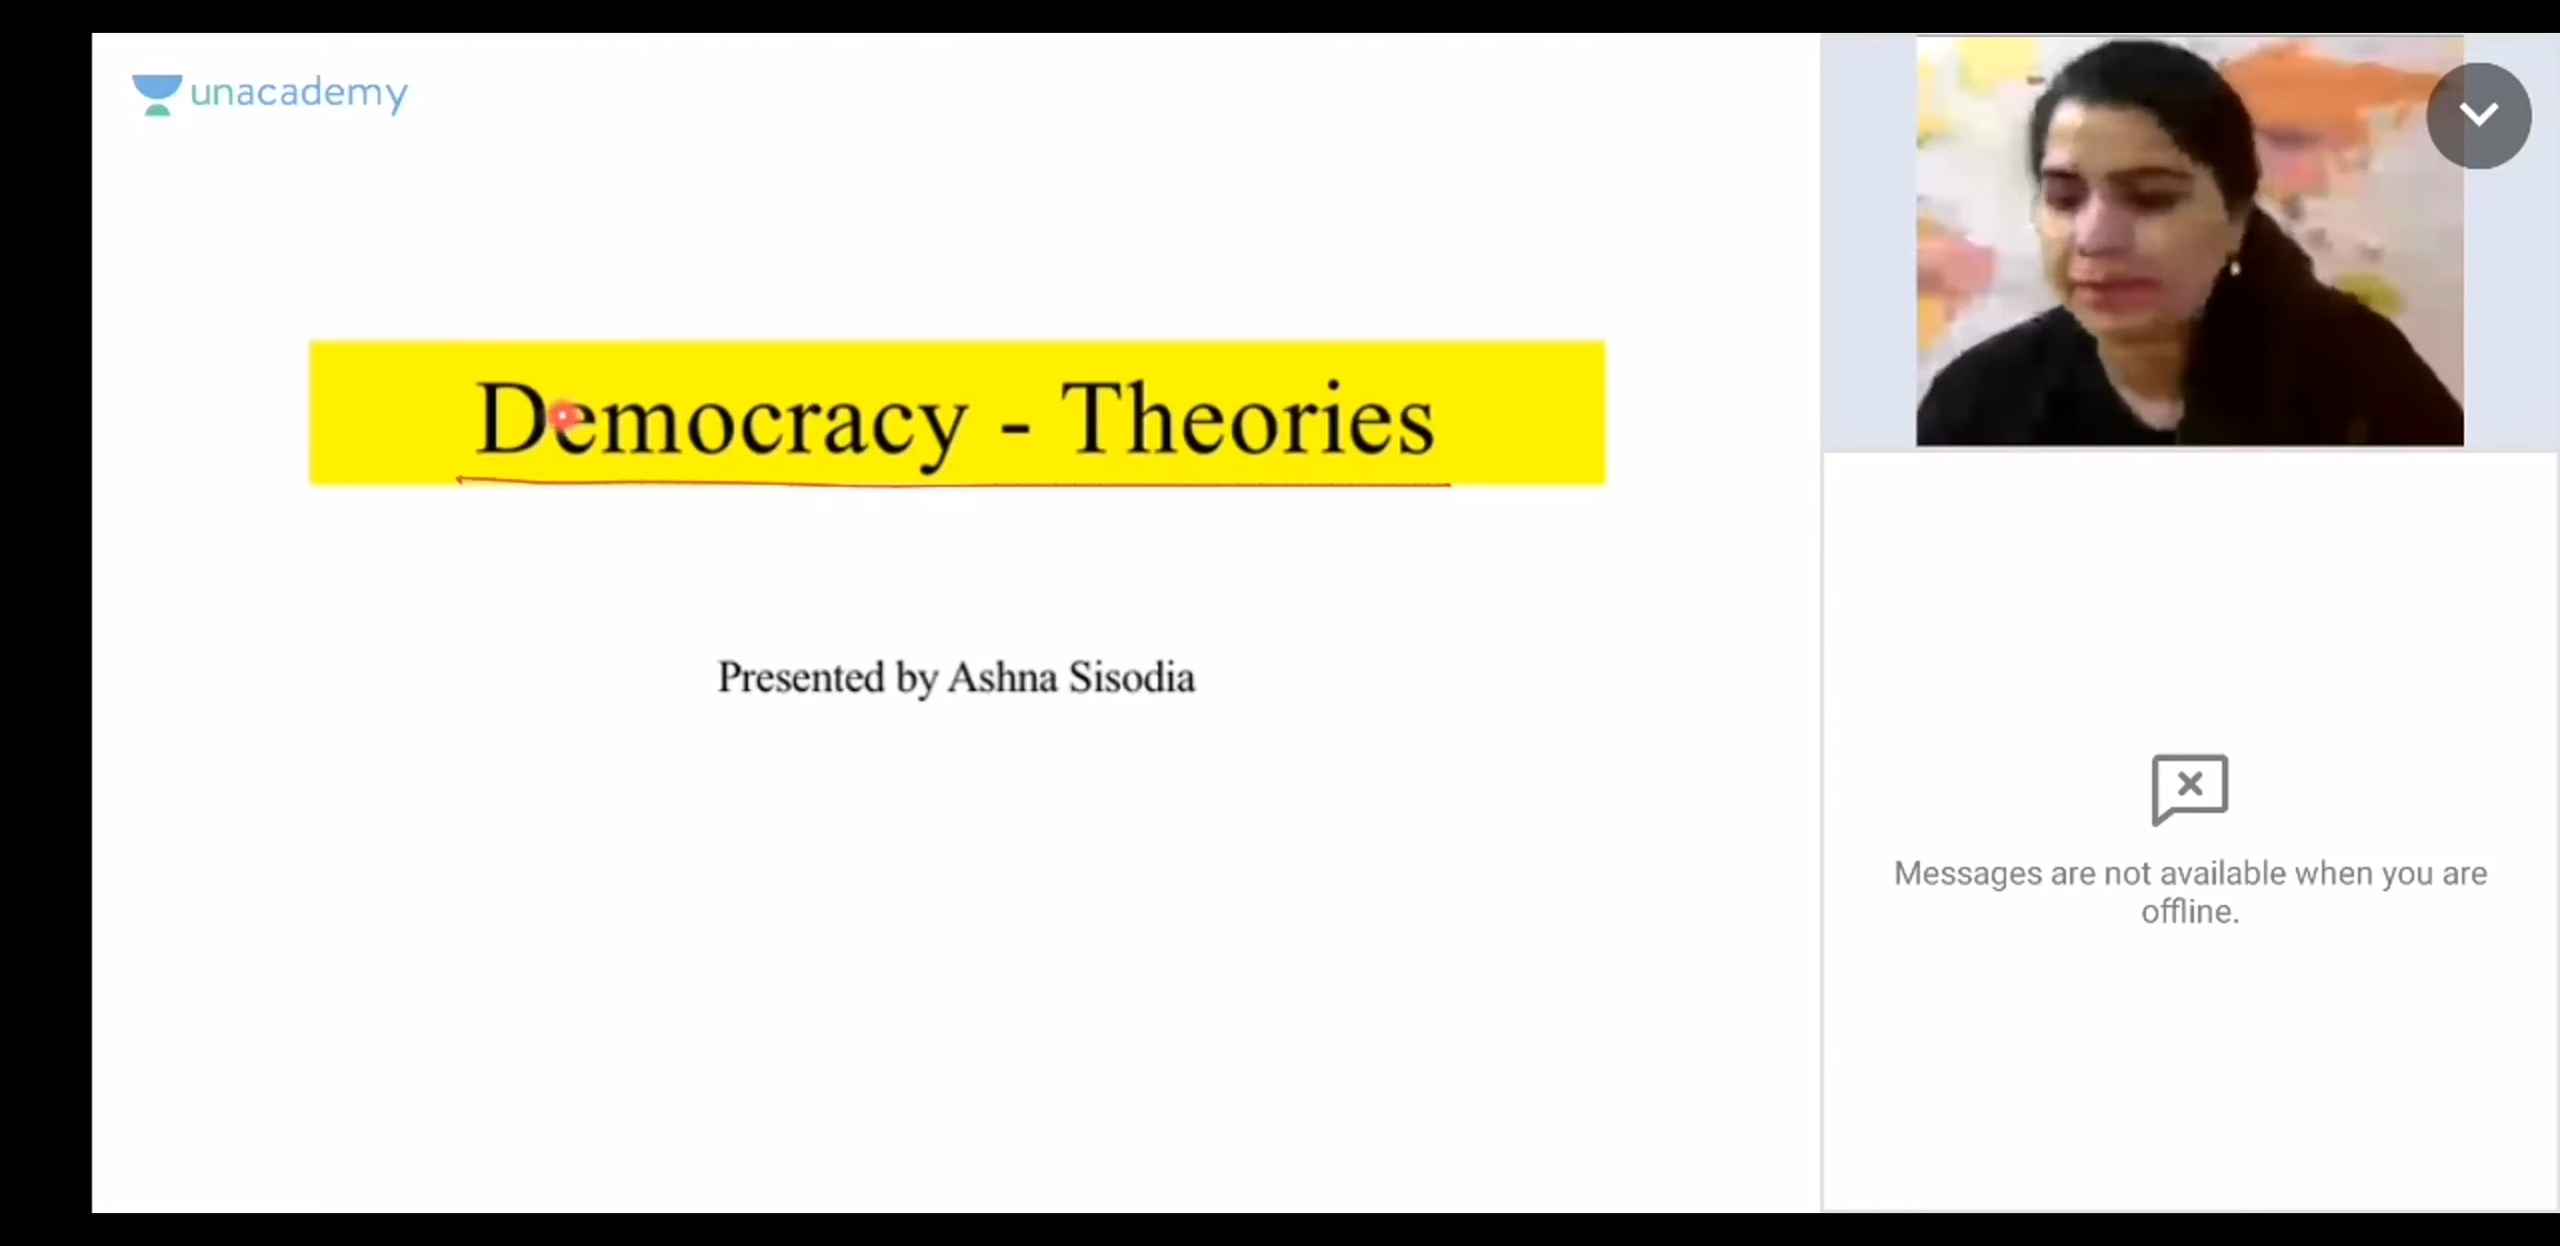 unacademy
Democracy - Theories
Presented by Ashna Sisodia
Messages are not available when you are
offline.